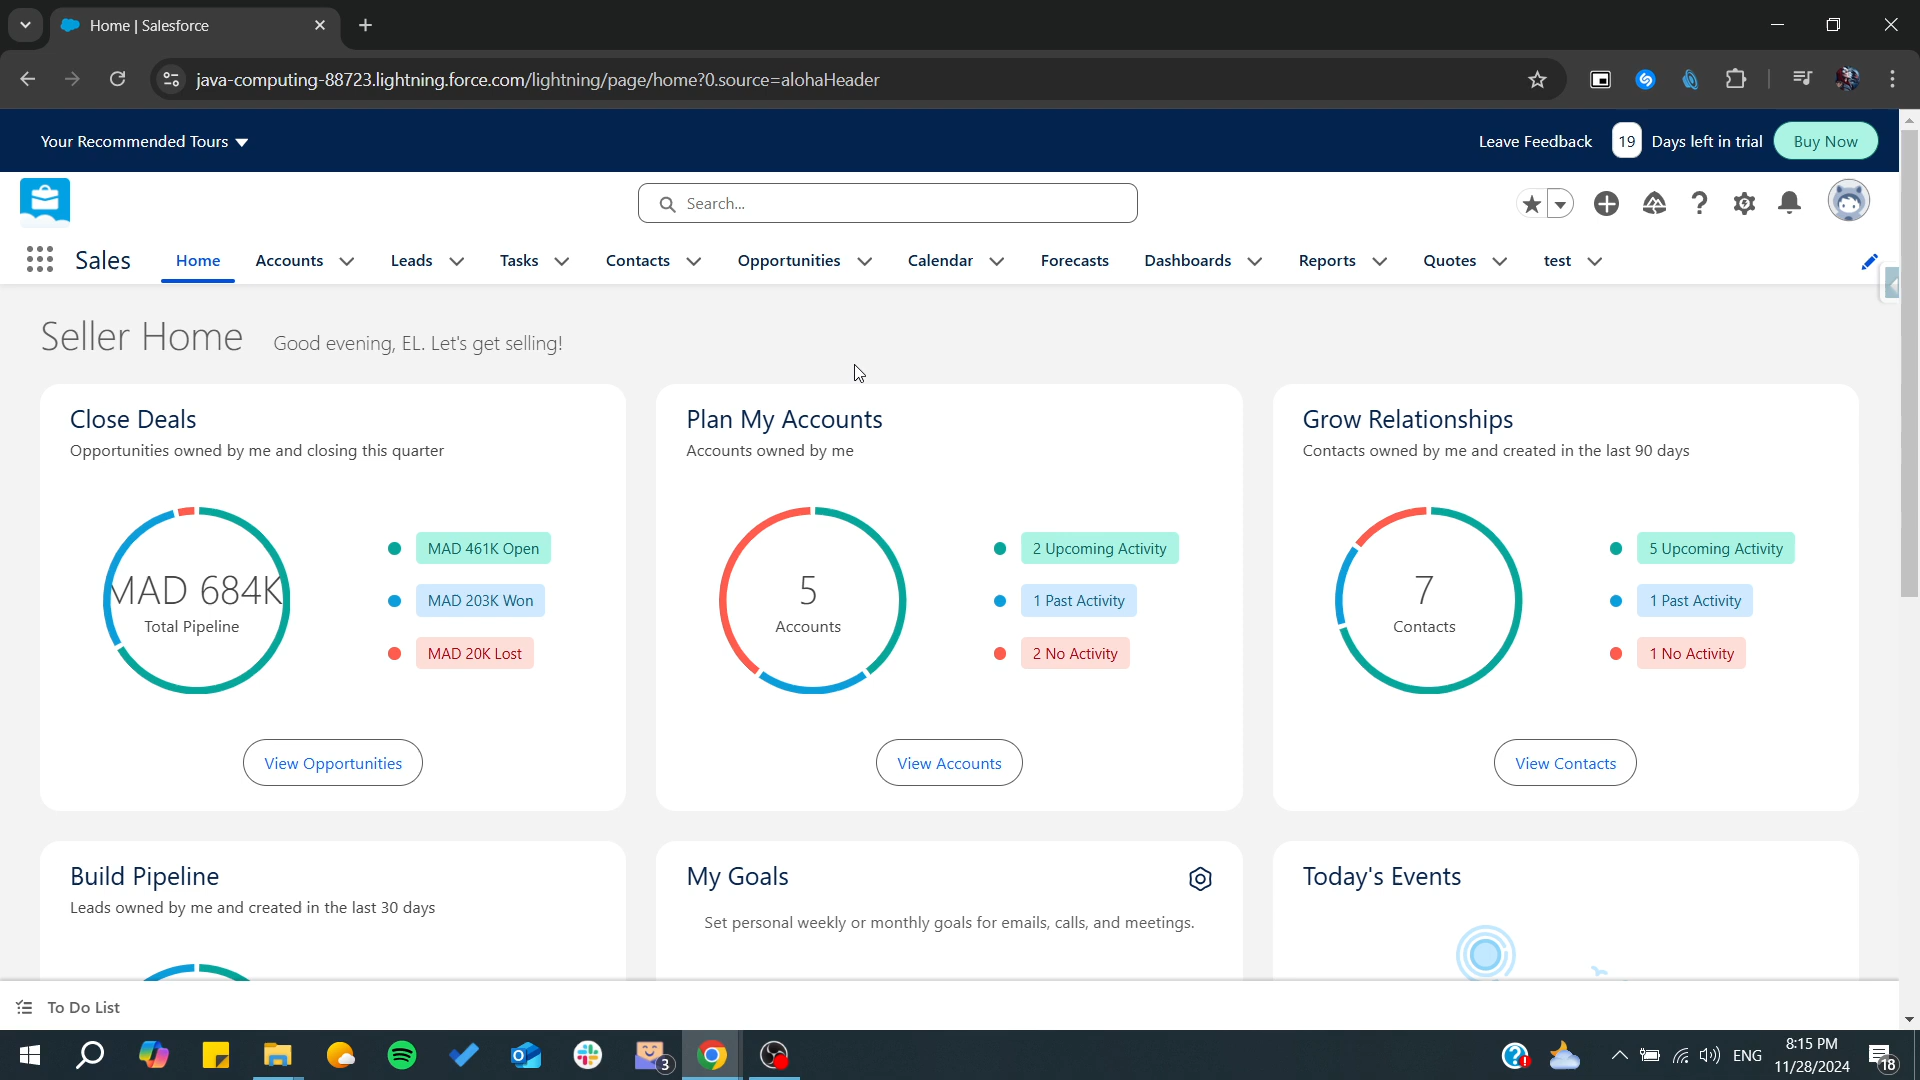 Home | Salesforce
java-computing-88723.lightning.force.com/lightning/page/home?0.source=alohaHeader
Your Recommended Tours
Leave Feedback 19 Days left in trial Buy Now
Search...
Sales Home Accounts Leads Tasks Contacts Opportunities Calendar Forecasts Dashboards Reports Quotes test
Seller Home Good evening, EL. Let's get selling!
Close Deals
Opportunities owned by me and closing this quarter
MAD 684K
Total Pipeline
MAD 461K Open
MAD 203K Won
MAD 20K Lost
View Opportunities
Plan My Accounts
Accounts owned by me
5
Accounts
2 Upcoming Activity
1 Past Activity
2 No Activity
View Accounts
Grow Relationships
Contacts owned by me and created in the last 90 days
7
Contacts
5 Upcoming Activity
1 Past Activity
1 No Activity
View Contacts
Build Pipeline
Leads owned by me and created in the last 30 days
My Goals
Set personal weekly or monthly goals for emails, calls, and meetings.
Today's Events
To Do List
3
ENG
8:15 PM
11/28/2024
18